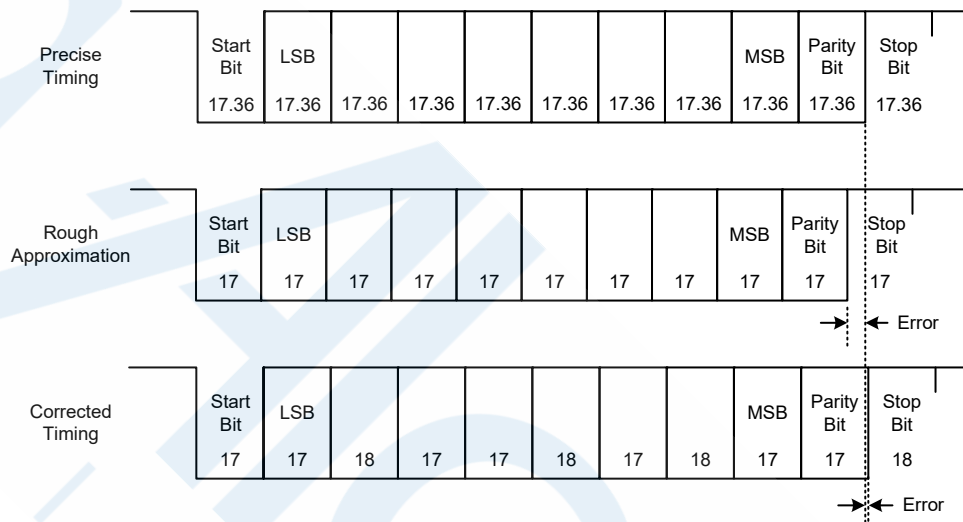 Precise
Timing
Start
Bit
LSB
MSB
Parity
Bit
Stop
Bit
17.36 17.36 17.36 17.36 17.36 17.36 17.36 17.36 17.36 17.36 17.36
Rough
Approximation
Start
Bit
LSB
MSB
Parity
Bit
Stop
Bit
17 17 17 17 17 17 17 17 17 17 17
Error
Corrected
Timing
Start
Bit
LSB
MSB
Parity
Bit
Stop
Bit
17 17 18 17 17 18 17 18 17 17 18
Error